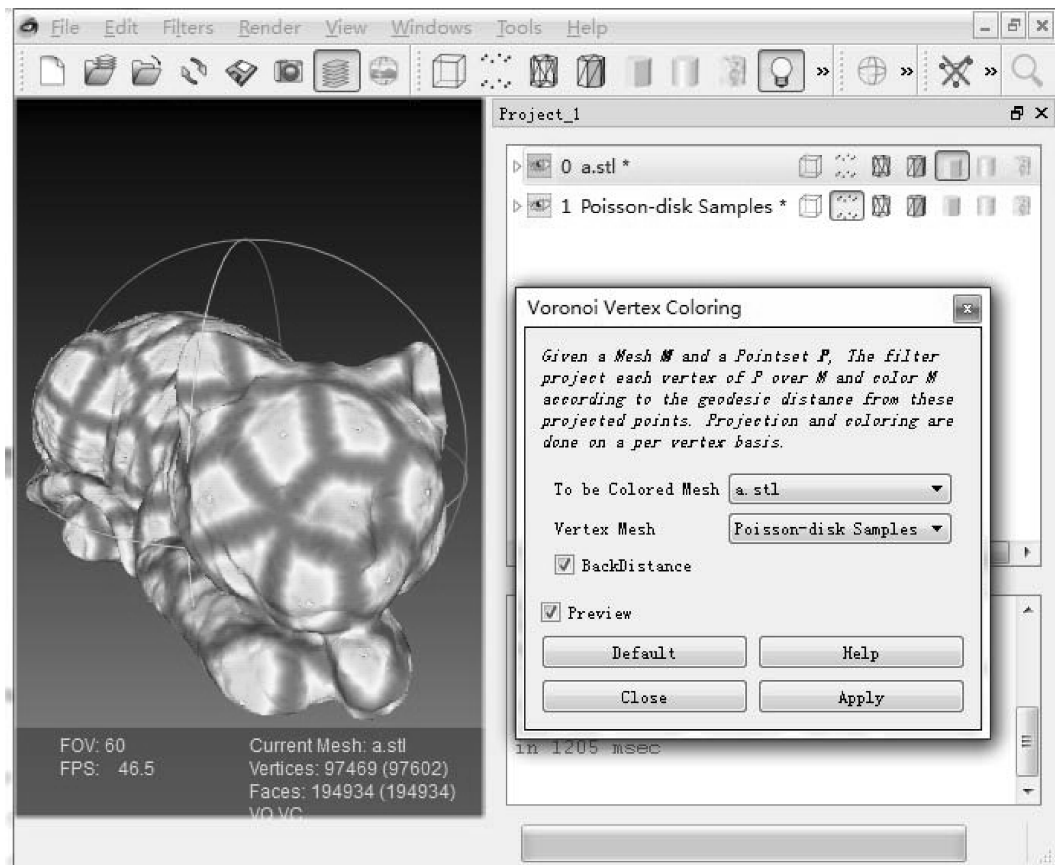 File Edit Filters Render View Windows Tools Help
Project_1
0 a.stl *
1 Poisson-disk Samples *
Voronoi Vertex Coloring
Given a Mesh M and a Pointset P, The filter
project each vertex of P over M and color M
according to the geodesic distance from these
projected points. Projection and coloring are
done on a per vertex basis.
To be Colored Mesh a.stl
Vertex Mesh Poisson-disk Samples
BackDistance
Preview
Default Help
Close Apply
in 1205 msec
FOV: 60
FPS: 46.5
Current Mesh: a.stl
Vertices: 97469 (97602)
Faces: 194934 (194934)
VQ VC